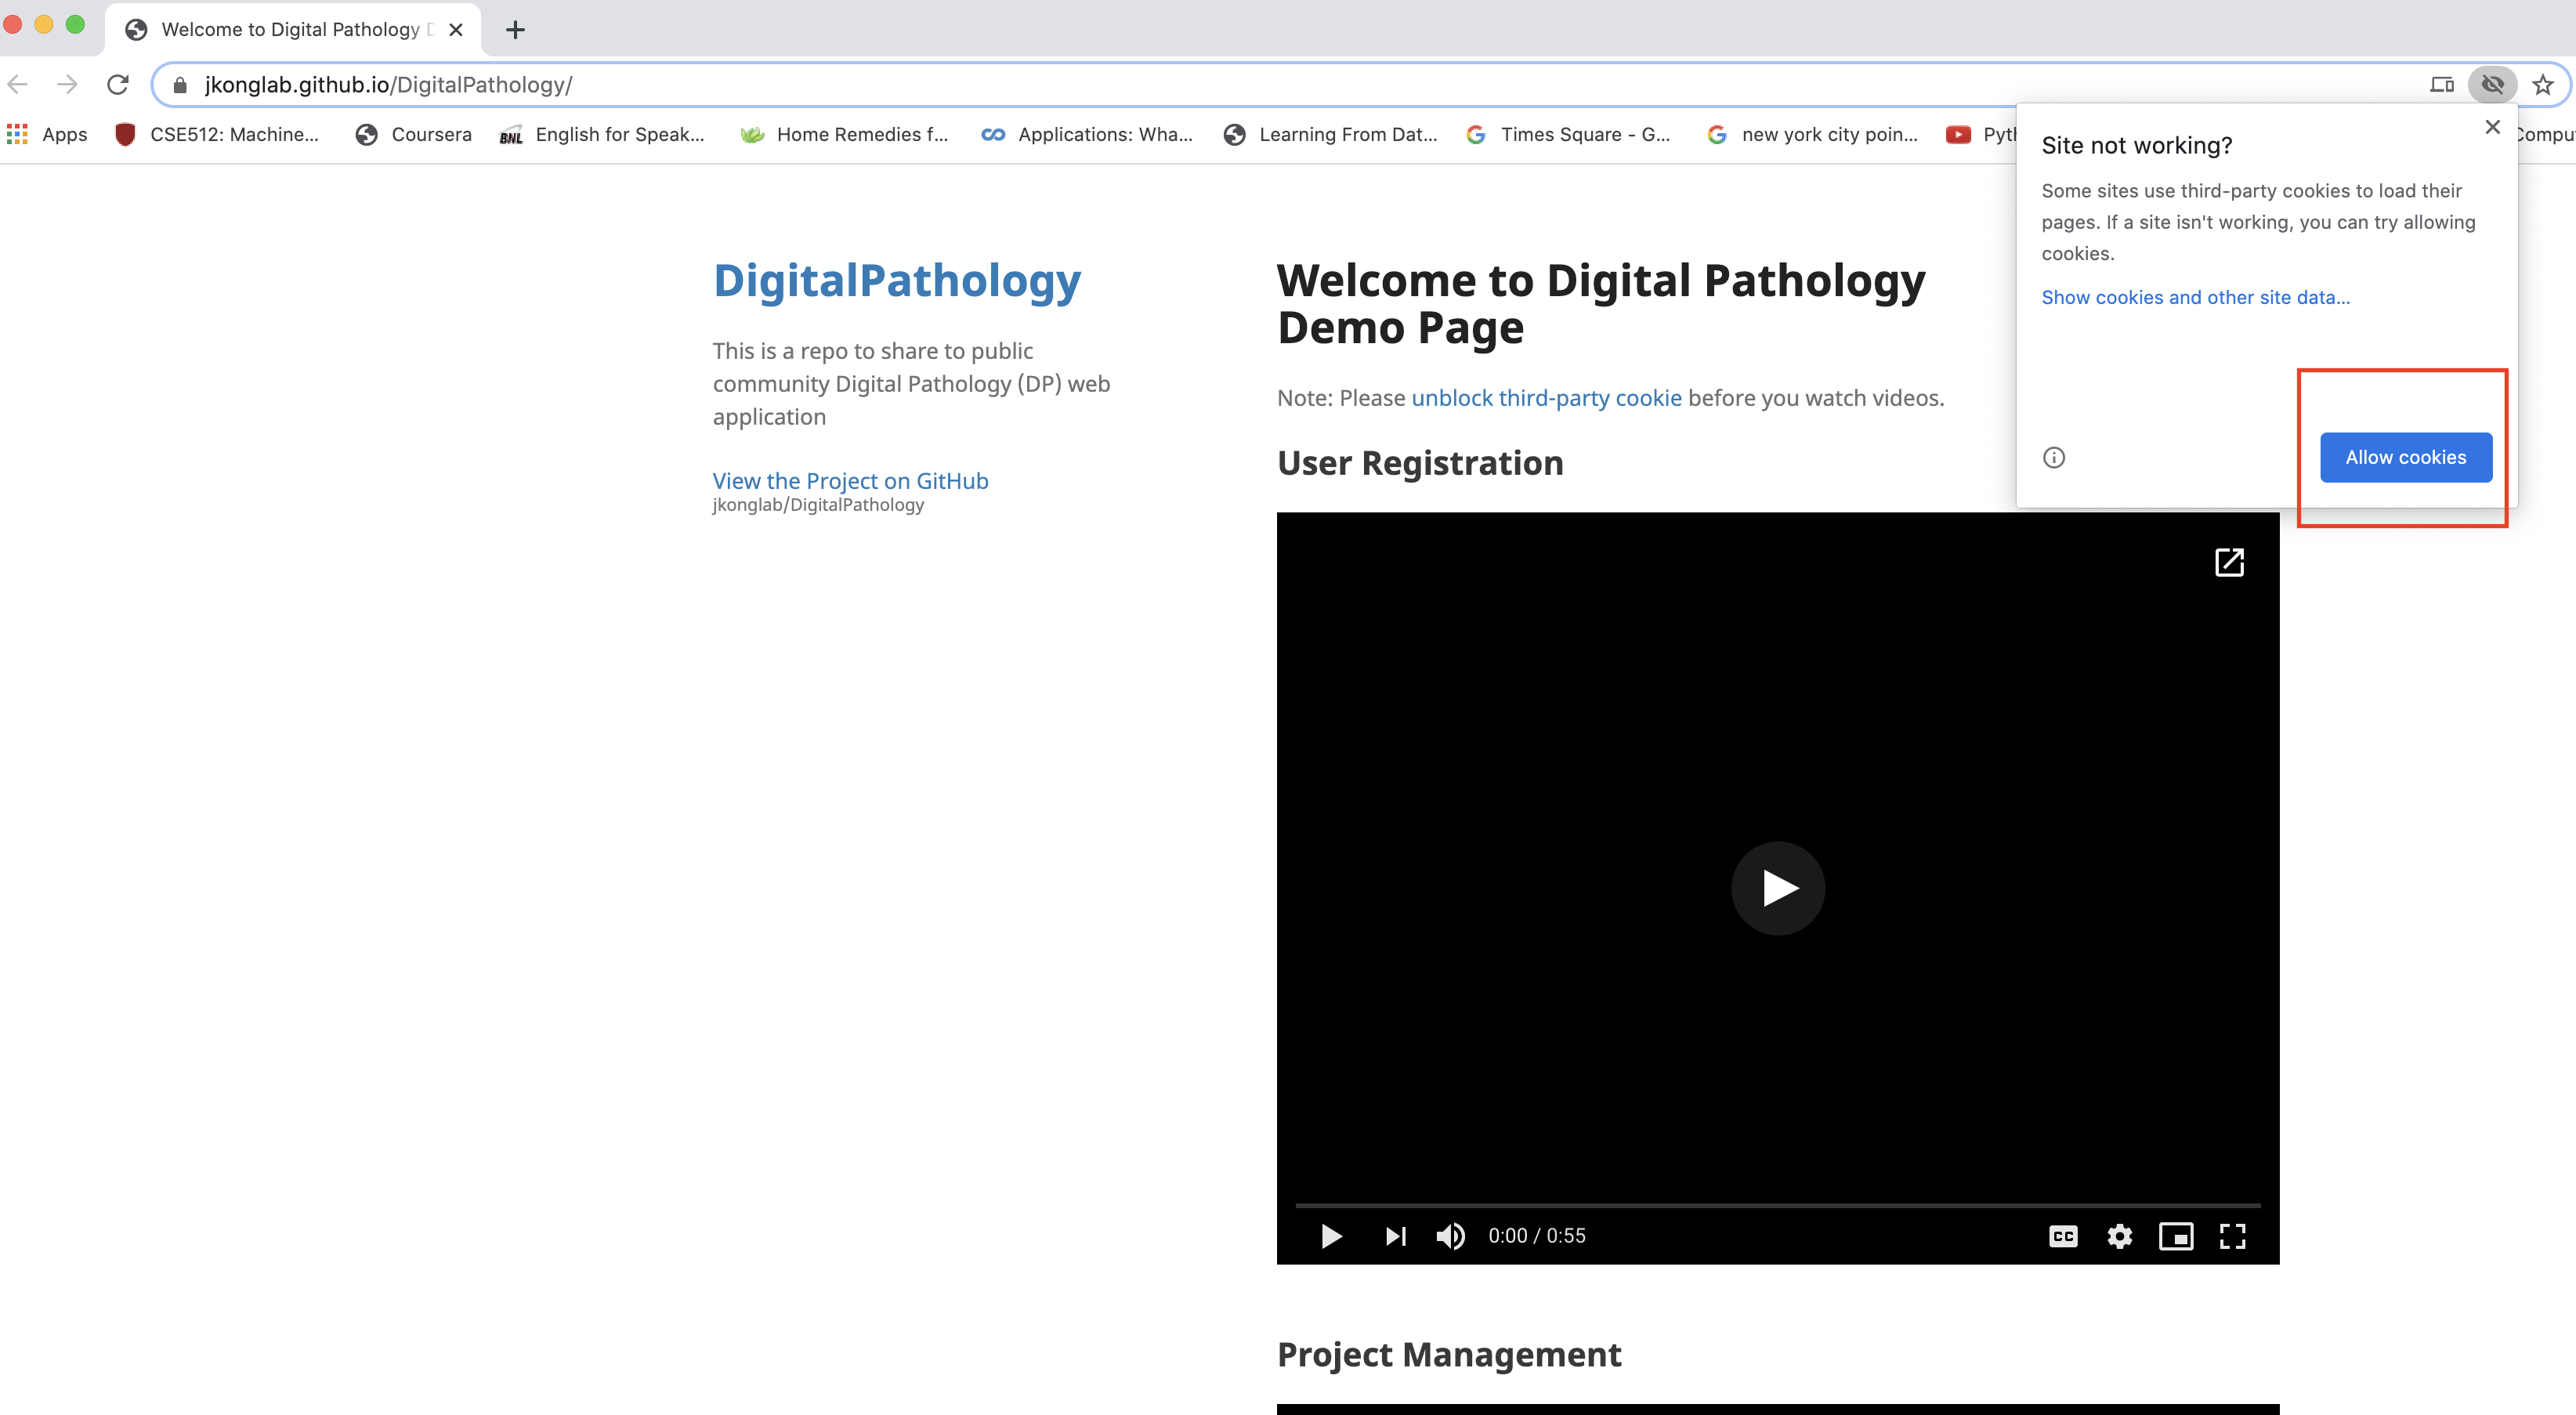 Welcome to Digital Pathology
jkonglab.github.io/DigitalPathology/
Apps
CSE512: Machine...
Coursera
BNL
English for Speak...
Home Remedies f...
Applications: Wha...
Learning From Dat...
Times Square - G...
new york city poin...
Site not working?
Some sites use third-party cookies to load their
pages. If a site isn't working, you can try allowing
cookies.
Show cookies and other site data...
Allow cookies
DigitalPathology
This is a repo to share to public
community Digital Pathology (DP) web
application
View the Project on GitHub
jkonglab/DigitalPathology
Welcome to Digital Pathology
Demo Page
Note: Please unblock third-party cookie before you watch videos.
User Registration
0:00 / 0:55
CC
Project Management